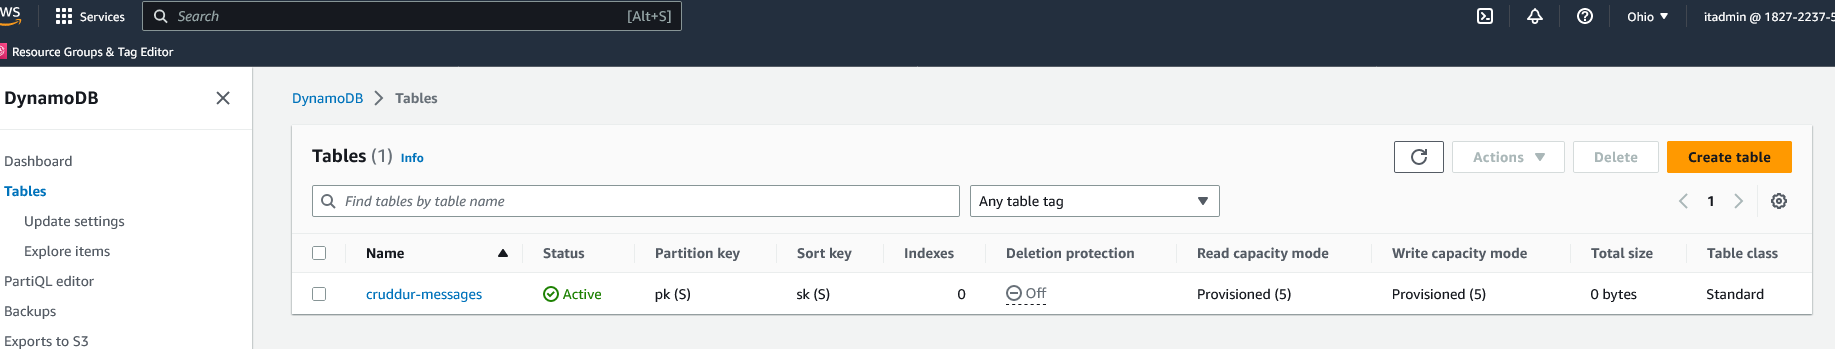 WS Services Search [Alt+S] Ohio itadmin @ 1827-2237-5
Resource Groups & Tag Editor
DynamoDB
DynamoDB Tables
Tables (1) Info
Actions Delete Create table
Find tables by table name Any table tag 1
Name Status Partition key Sort key Indexes Deletion protection Read capacity mode Write capacity mode Total size Table class
cruddur-messages Active pk (S) sk (S) 0 Off Provisioned (5) Provisioned (5) 0 bytes Standard
Dashboard
Tables
Update settings
Explore items
PartiQL editor
Backups
Exports to S3